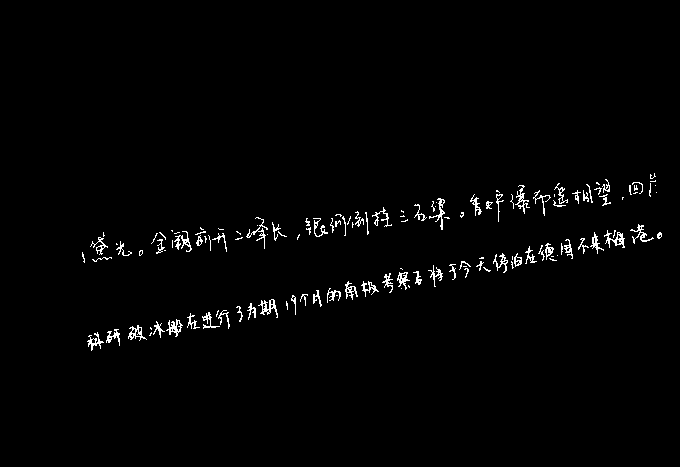 黛光。金阙前开二峰长，银河倒挂三石梁。香炉瀑布遥相望，回
科研破冰船在进行了为期19个月的南极考察后将于今天停泊在德国不来梅港。